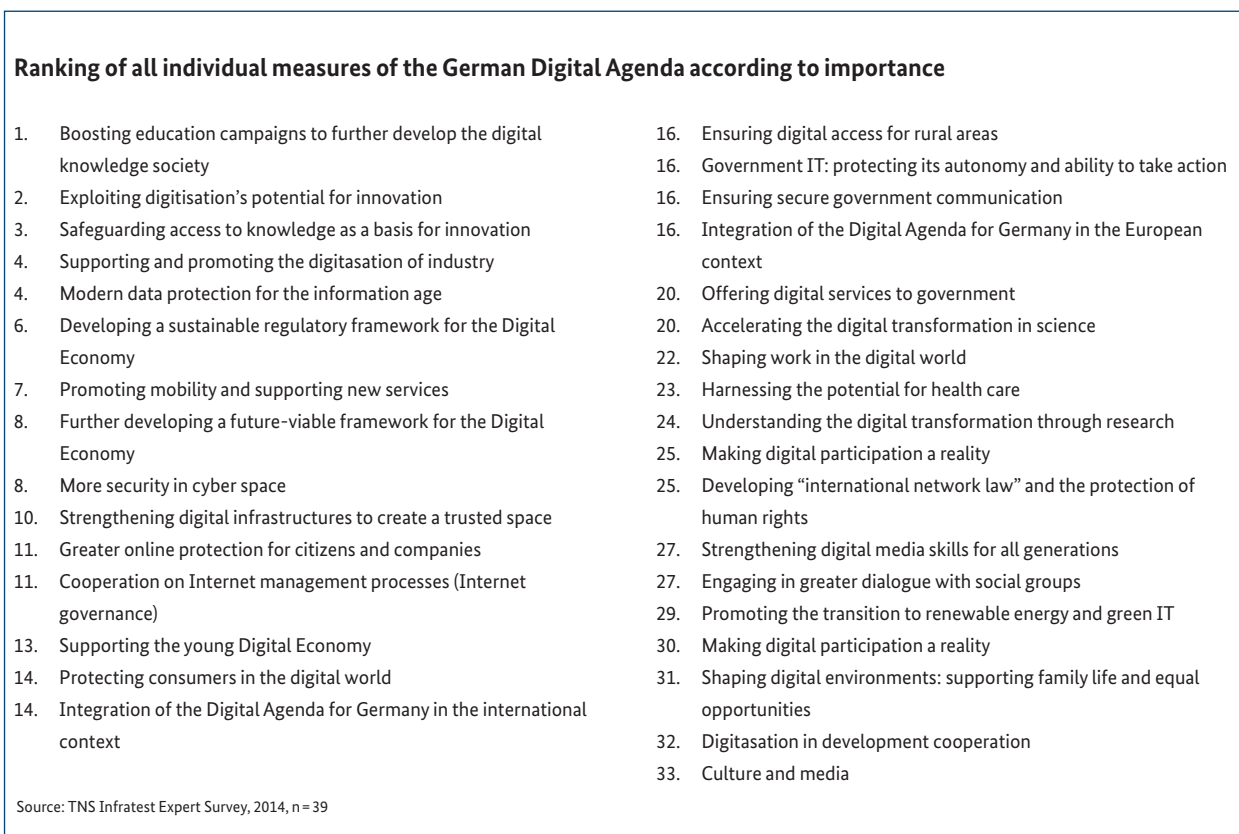 Ranking of all individual measures of the German Digital Agenda according to importance
1. Boosting education campaigns to further develop the digital
knowledge society
2. Exploiting digitisation’s potential for innovation
3. Safeguarding access to knowledge as a basis for innovation
4. Supporting and promoting the digitasation of industry
4. Modern data protection for the information age
6. Developing a sustainable regulatory framework for the Digital
Economy
7. Promoting mobility and supporting new services
8. Further developing a future-viable framework for the Digital
Economy
8. More security in cyber space
10. Strengthening digital infrastructures to create a trusted space
11. Greater online protection for citizens and companies
11. Cooperation on Internet management processes (Internet
governance)
13. Supporting the young Digital Economy
14. Protecting consumers in the digital world
14. Integration of the Digital Agenda for Germany in the international
context
16. Ensuring digital access for rural areas
16. Government IT: protecting its autonomy and ability to take action
16. Ensuring secure government communication
16. Integration of the Digital Agenda for Germany in the European
context
20. Offering digital services to government
20. Accelerating the digital transformation in science
22. Shaping work in the digital world
23. Harnessing the potential for health care
24. Understanding the digital transformation through research
25. Making digital participation a reality
25. Developing “international network law” and the protection of
human rights
27. Strengthening digital media skills for all generations
27. Engaging in greater dialogue with social groups
29. Promoting the transition to renewable energy and green IT
30. Making digital participation a reality
31. Shaping digital environments: supporting family life and equal
opportunities
32. Digitasation in development cooperation
33. Culture and media
Source: TNS Infratest Expert Survey, 2014, n = 39